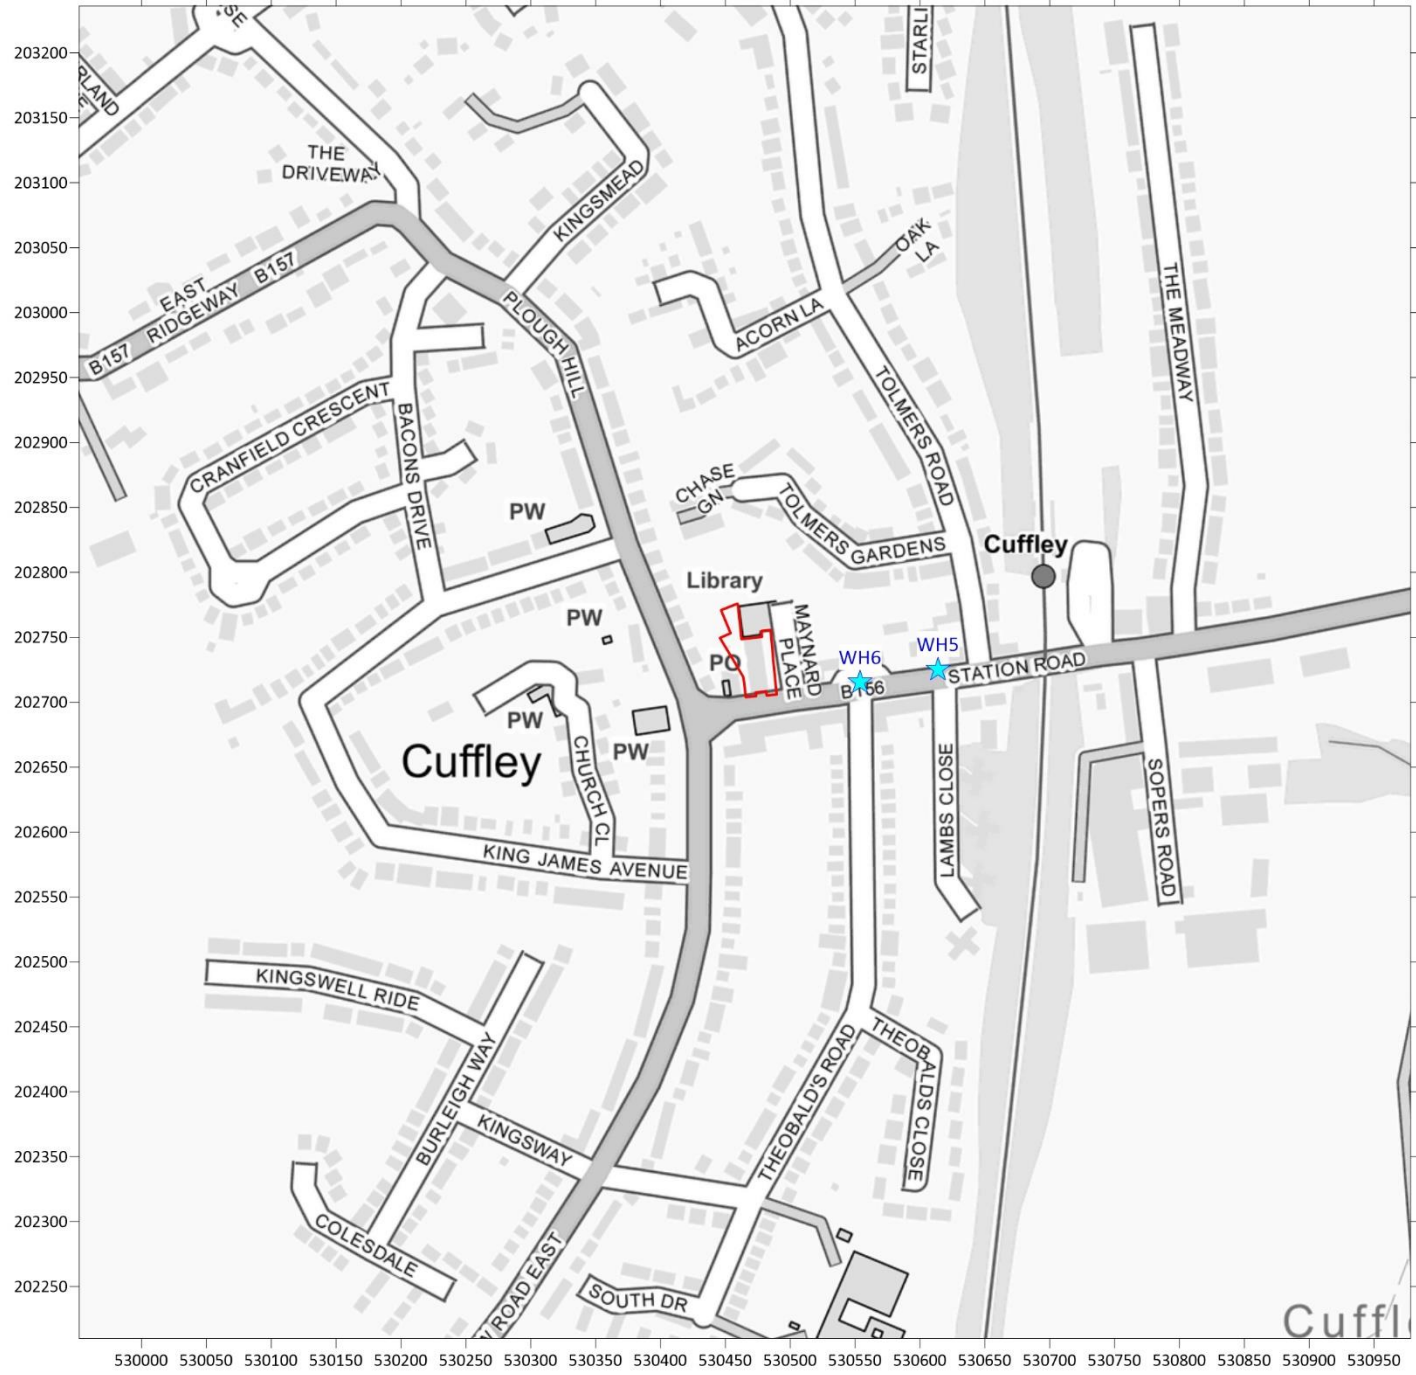 203200
203150
203100
203050
203000
202950
202900
202850
202800
202750
202700
202650
202600
202550
202500
202450
202400
202350
202300
202250
SE
RLAND
STARLI
THE
DRIVEWAY
KINGSMEAD
OAK
LA
EAST
RIDGEWAY
B157
B157
PLOUGH HILL
ACORN LA
THE MEADWAY
CRANFIELD CRESCENT
BACONS DRIVE
TOLMERS ROAD
CHASE
GN
TOLMERS
GARDENS
PW
Cuffley
Library
PW
MAYNARD
PLACE
PO
WH6
WH5
B156
STATION ROAD
PW
PW
Cuffley
CHURCH CL
LAMBS CLOSE
SOPERS ROAD
KING JAMES AVENUE
KINGSWELL RIDE
BURLEIGH WAY
KINGSWAY
THEOBALD'S ROAD
THEOBALDS CLOSE
COLESDALE
ROAD EAST
SOUTH DR
Cuffl
530000
530050
530100
530150
530200
530250
530300
530350
530400
530450
530500
530550
530600
530650
530700
530750
530800
530850
530900
530950